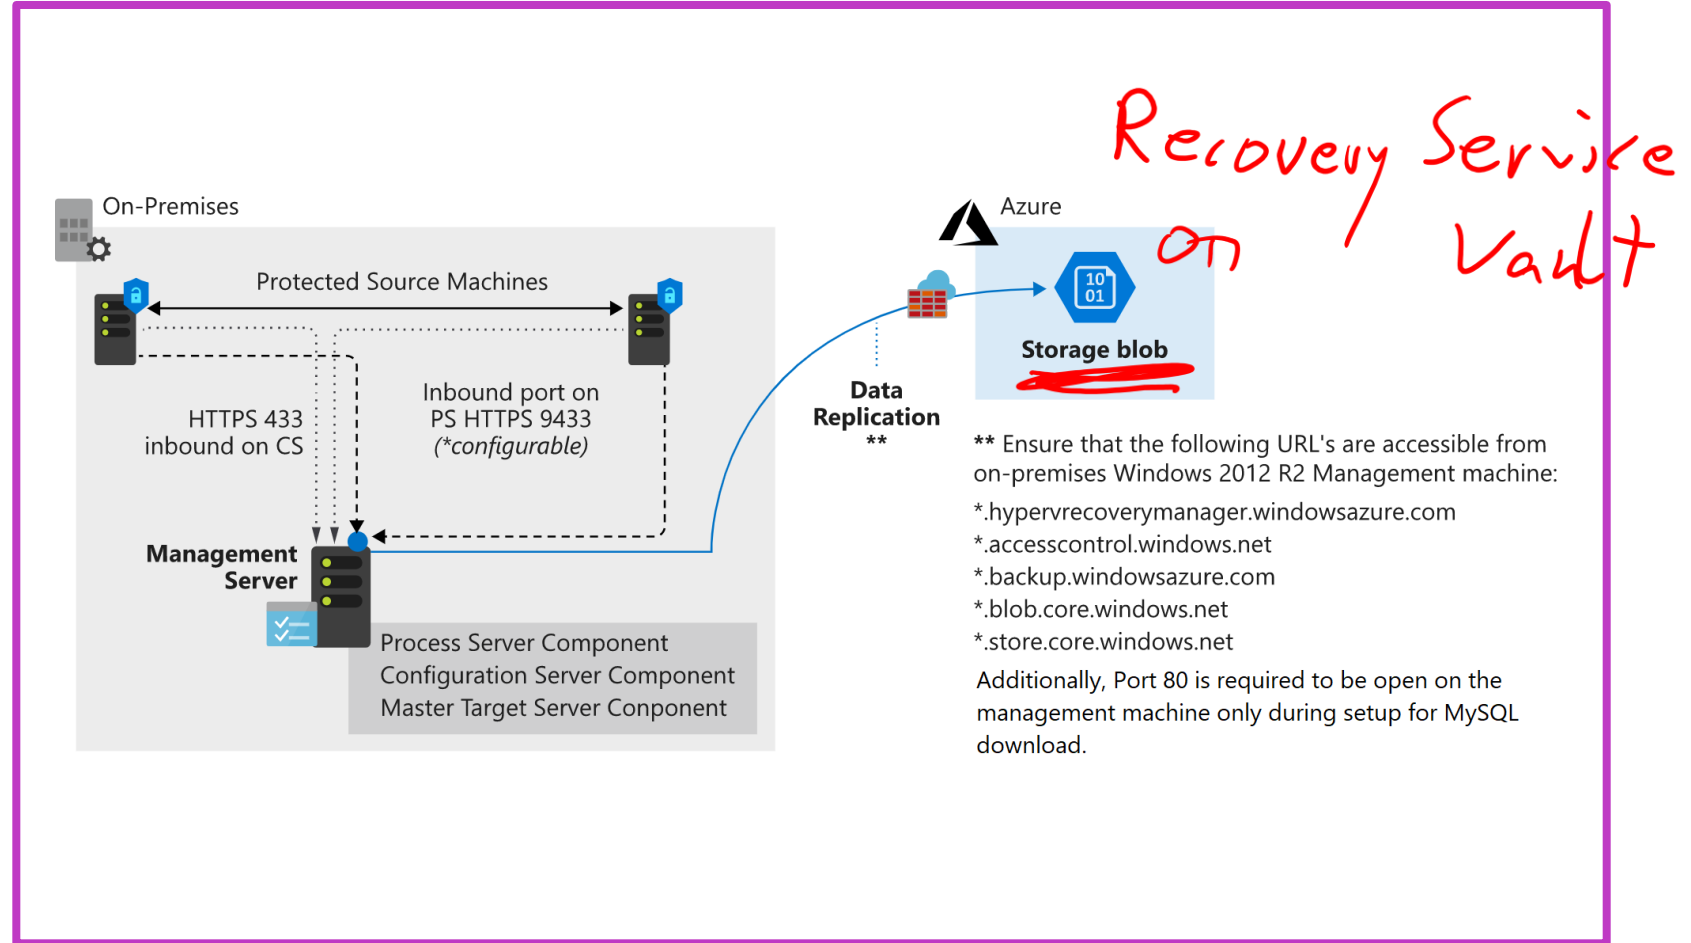 Recovery Service
on Vault
On-Premises
Azure
Protected Source Machines
10
01
Storage blob
HTTPS 433
inbound on CS
Inbound port on
PS HTTPS 9433
(*configurable)
Data
Replication
**
Management
Server
Process Server Component
Configuration Server Component
Master Target Server Conponent
** Ensure that the following URL's are accessible from
on-premises Windows 2012 R2 Management machine:
*.hypervrecoverymanager.windowsazure.com
*.accesscontrol.windows.net
*.backup.windowsazure.com
*.blob.core.windows.net
*.store.core.windows.net
Additionally, Port 80 is required to be open on the
management machine only during setup for MySQL
download.